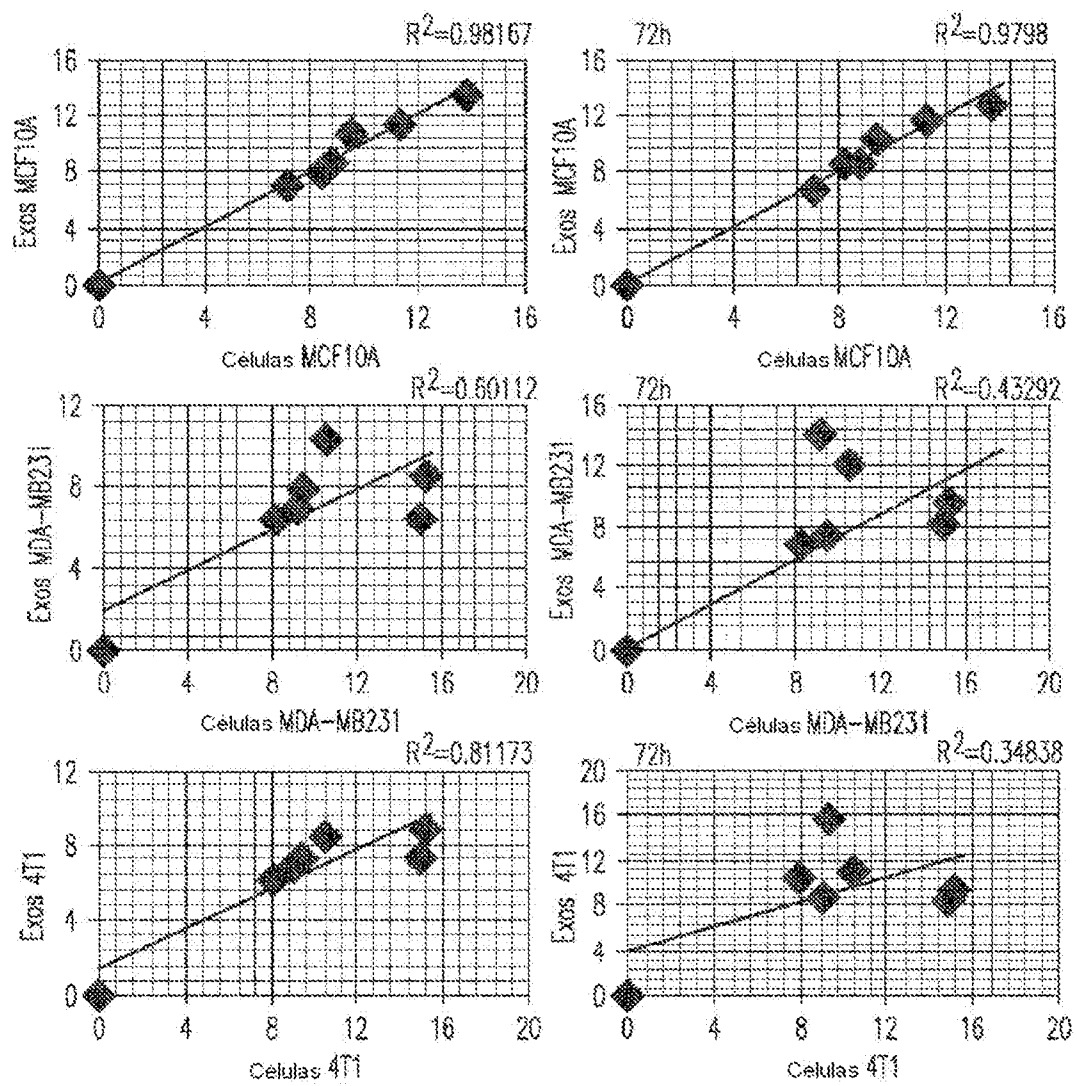 R2=0.98167
16
12
8
4
0
Exos MCF10A
0 4 8 12 16
Células MCF10A
72h R2=0.9798
16
12
8
4
0
Exos MCF10A
0 4 8 12 16
Células MCF10A
R2=0.60112
12
8
4
0
Exos MDA-MB231
0 4 8 12 16 20
Células MDA-MB231
72h R2=0.43292
16
12
8
4
0
Exos MDA-MB231
0 4 8 12 16 20
Células MDA-MB231
R2=0.81173
12
8
4
0
Exos 4T1
0 4 8 12 16 20
Células 4T1
72h R2=0.34838
20
16
12
8
4
0
Exos 4T1
0 4 8 12 16 20
Células 4T1